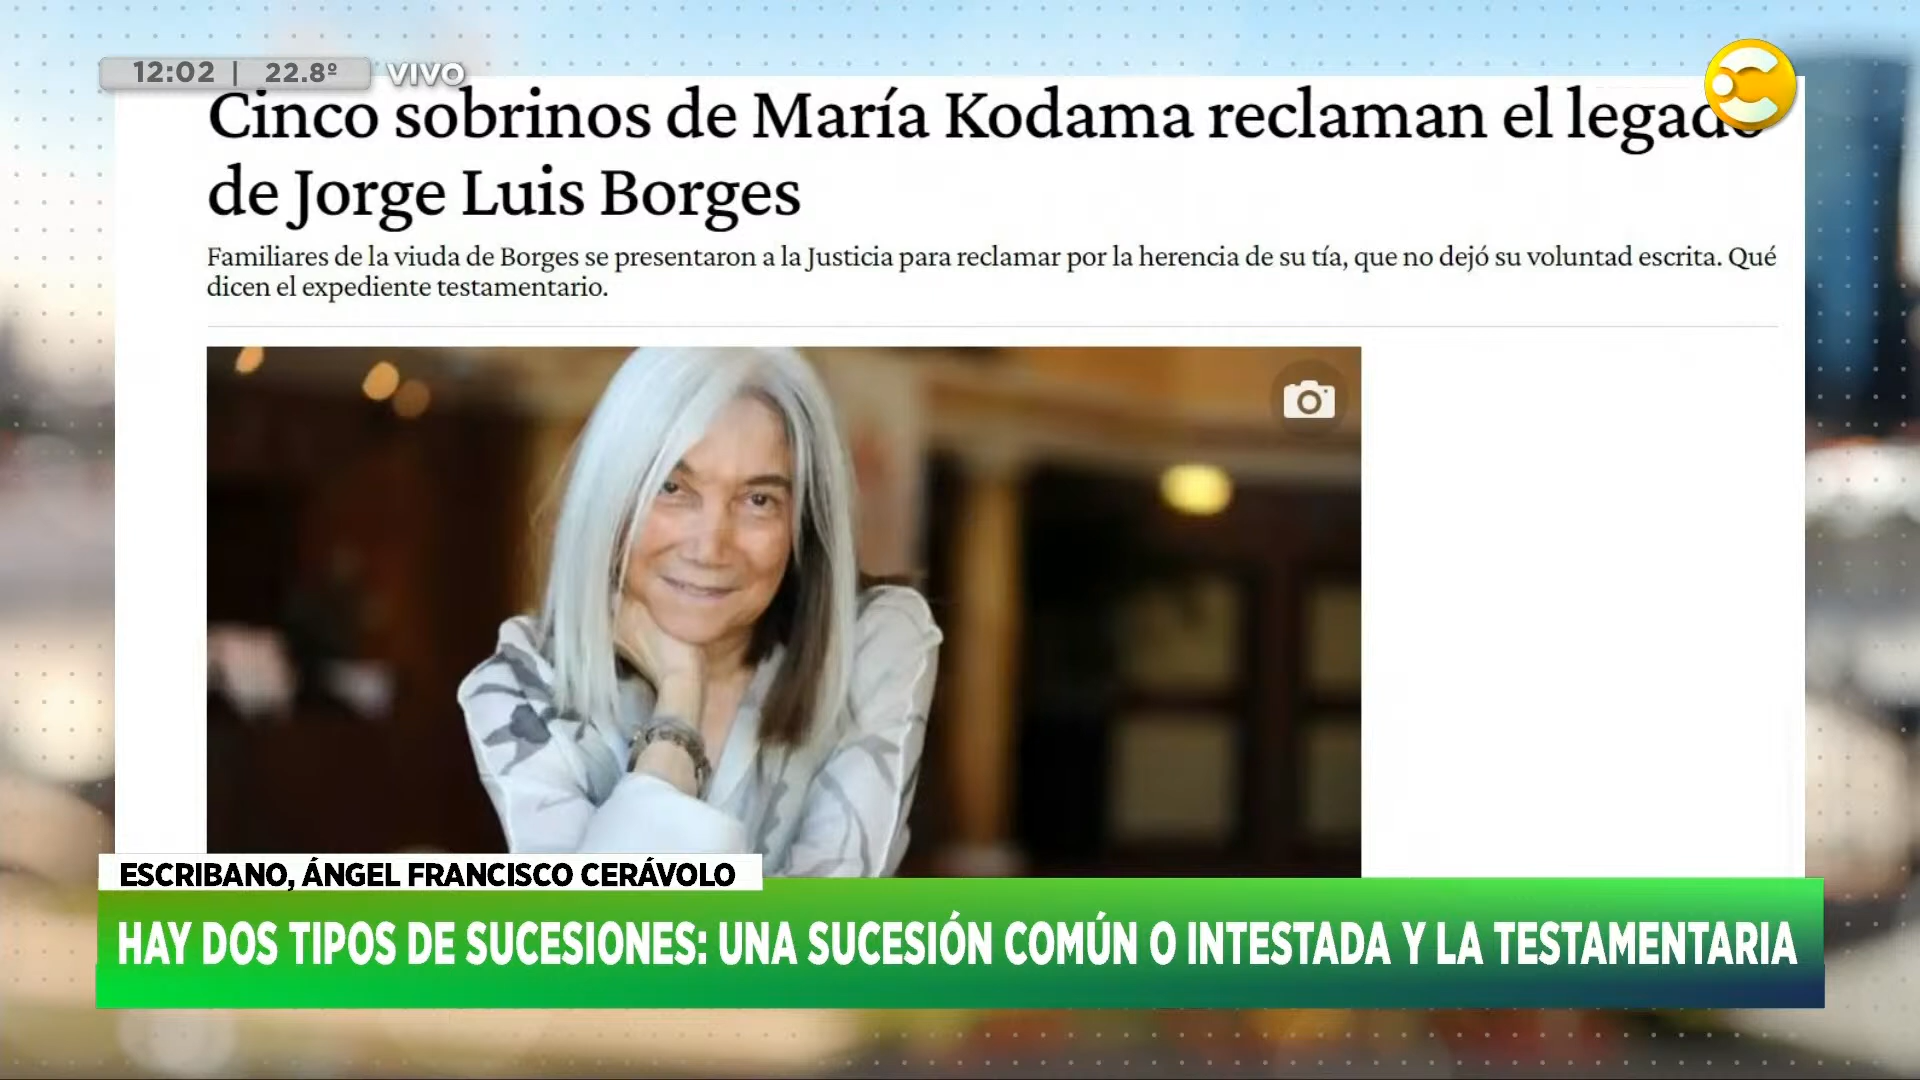 12:02 | 22.8º VIVO
Cinco sobrinos de María Kodama reclaman el legado
de Jorge Luis Borges
Familiares de la viuda de Borges se presentaron a la Justicia para reclamar por la herencia de su tía, que no dejó su voluntad escrita. Qué
dicen el expediente testamentario.
ESCRIBANO, ÁNGEL FRANCISCO CERÁVOLO
HAY DOS TIPOS DE SUCESIONES: UNA SUCESIÓN COMÚN O INTESTADA Y LA TESTAMENTARIA